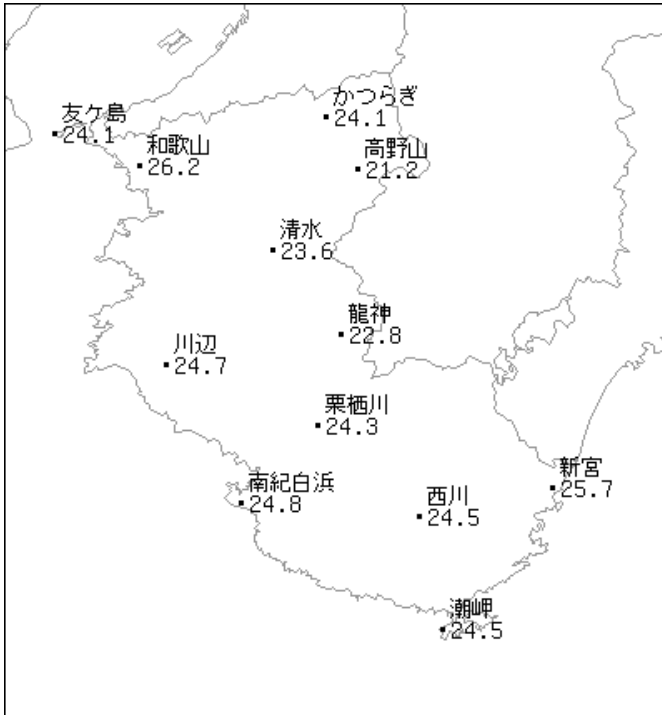 かつらぎ
24.1
友ケ島
24.1
和歌山
26.2
高野山
21.2
清水
23.6
龍神
22.8
川辺
24.7
栗栖川
24.3
新宮
25.7
南紀白浜
24.8
西川
24.5
潮岬
24.5